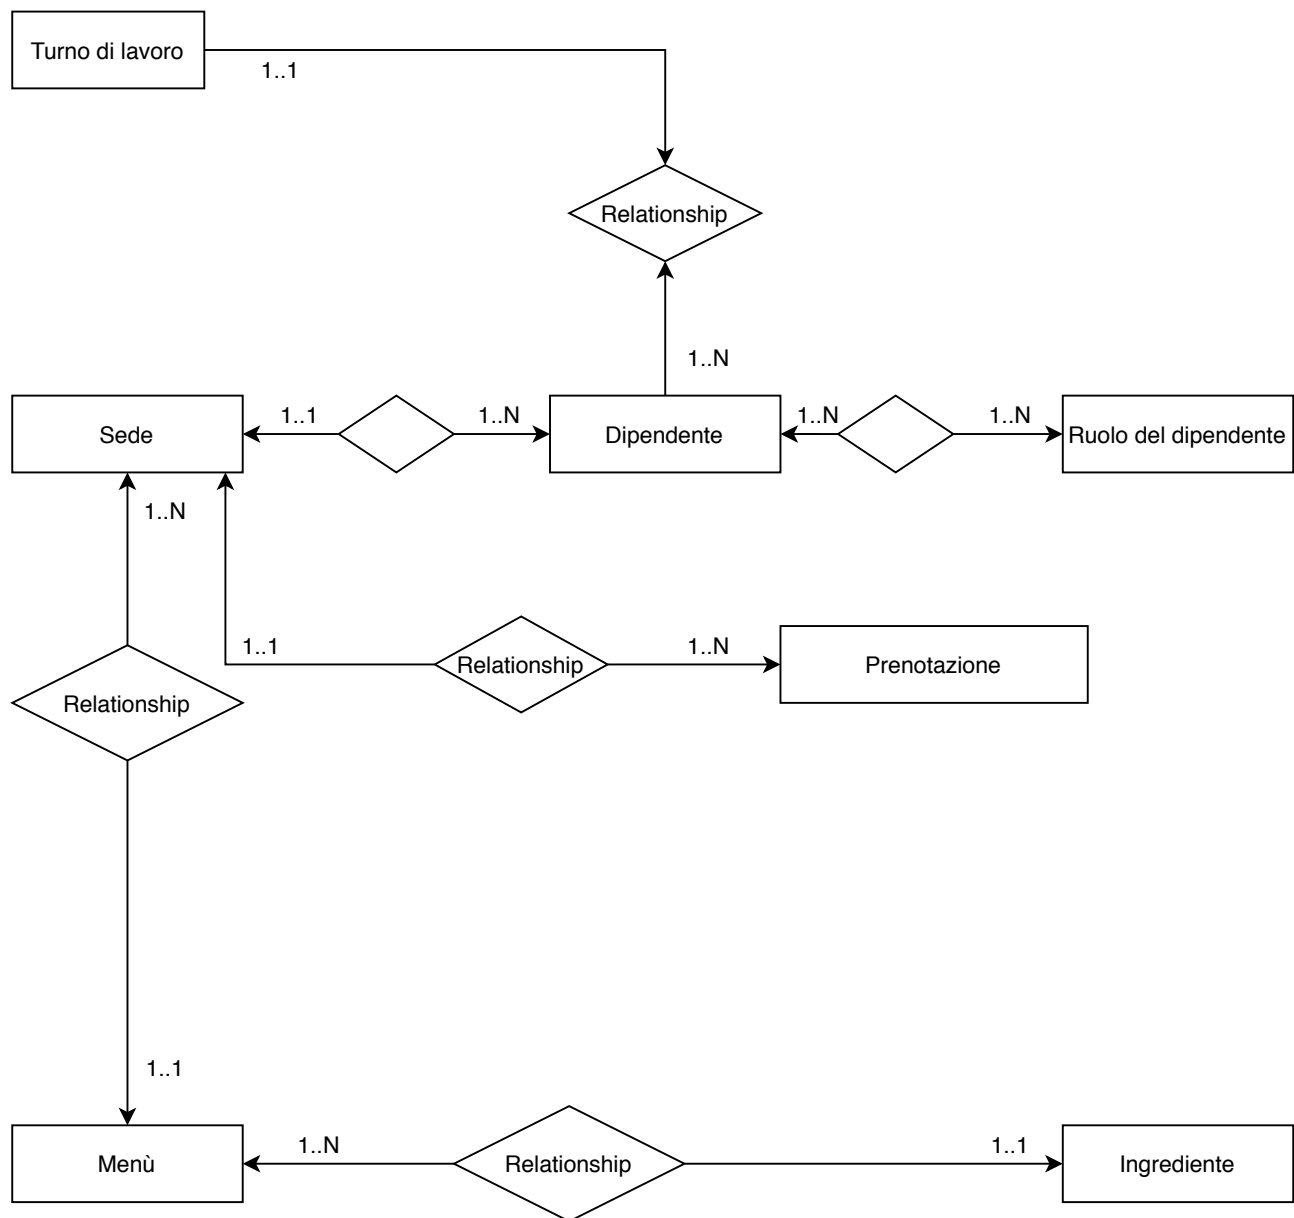 Turno di lavoro
1..1
Relationship
1..N
Sede
1..1
1..N
Dipendente
1..N
1..N
Ruolo del dipendente
1..N
1..1
Relationship
1..N
Prenotazione
Relationship
1..1
Menù
1..N
Relationship
1..1
Ingrediente